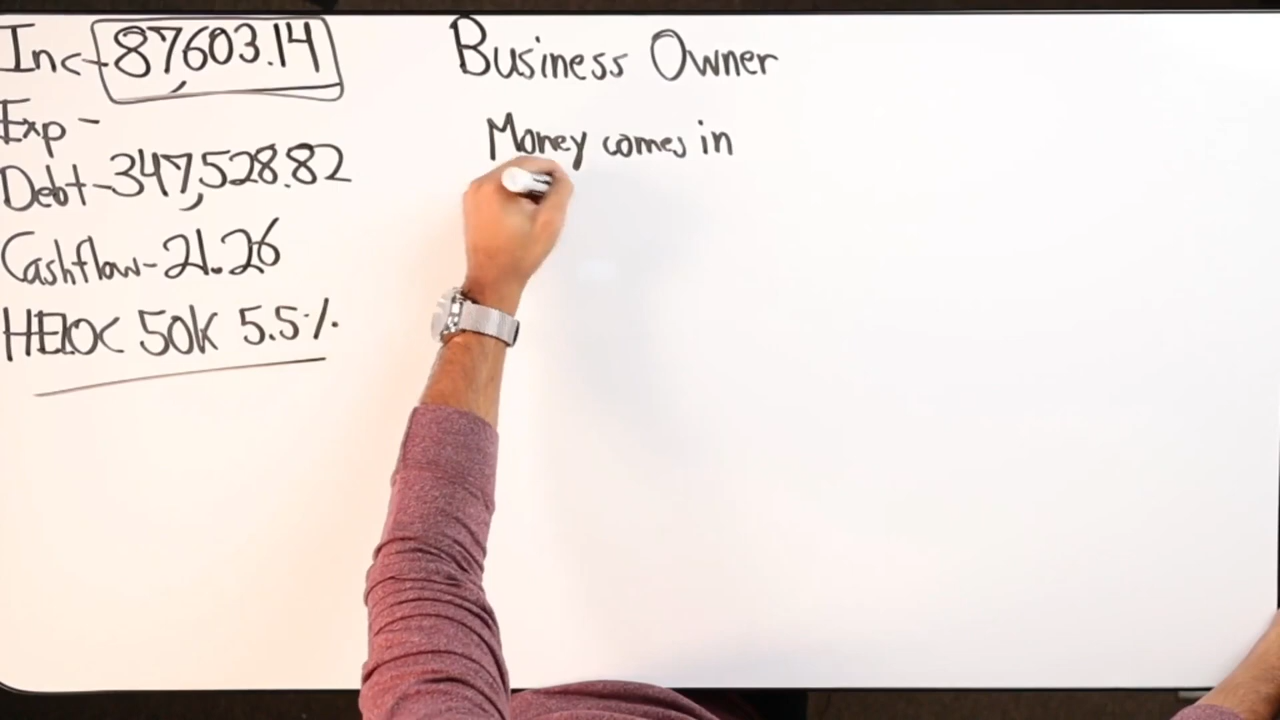 Inc-87603.14
Exp -
Debt-347,528.82
Cashflow-21.26
HELOC 50K 5.5%
Business Owner
Money comes in